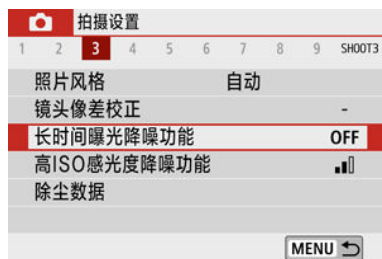 拍摄设置
1 2 3 4 5 6 7 8 9 SHOOT3
照片风格 自动
镜头像差校正 -
长时间曝光降噪功能 OFF
高ISO感光度降噪功能
除尘数据
MENU